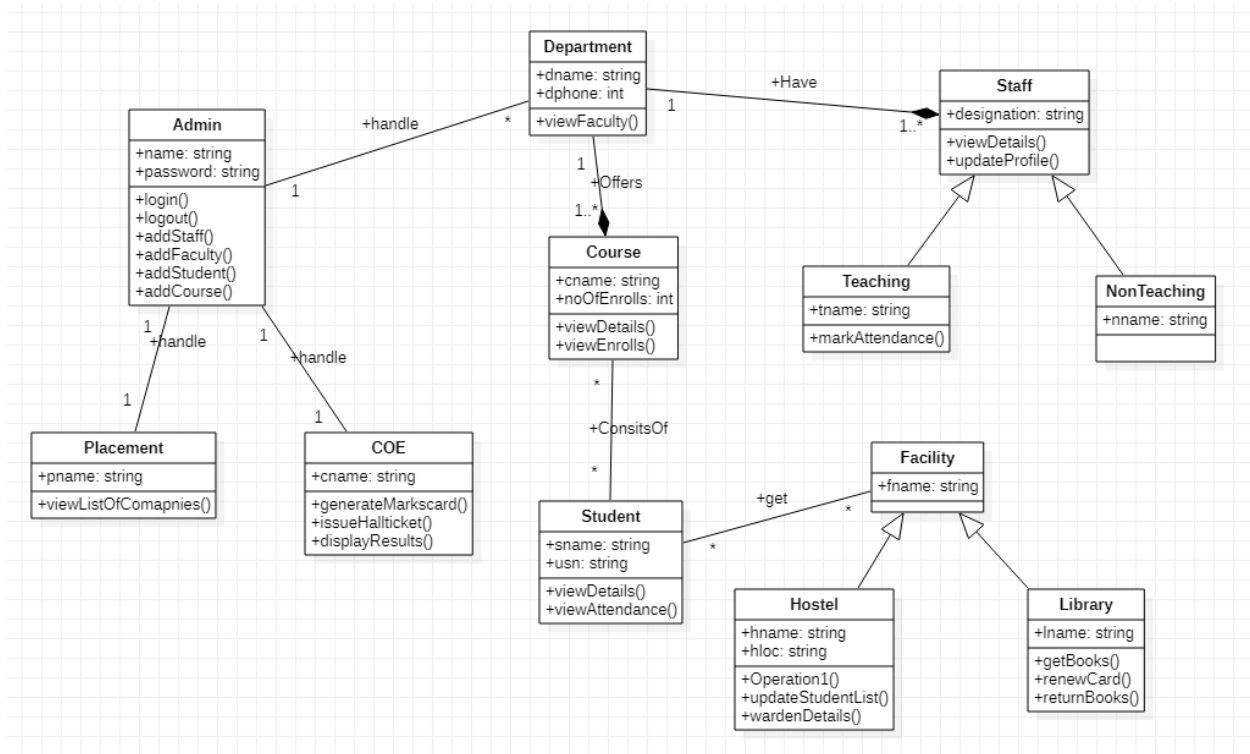 Department
+dname: string
+dphone: int
+viewFaculty()
+Have
1
1..*
Staff
+designation: string
+viewDetails()
+updateProfile()
Admin
+name: string
+password: string
+login()
+logout()
+addStaff()
+addFaculty()
+addStudent()
+addCourse()
+handle
1
*
1
+Offers
1..*
Course
+cname: string
+noOfEnrolls: int
+viewDetails()
+viewEnrolls()
Teaching
+tname: string
+markAttendance()
NonTeaching
+nname: string
1
+handle
1
1
+handle
1
*
+ConsitsOf
*
Placement
+pname: string
+viewListOfComapnies()
COE
+cname: string
+generateMarkscard()
+issueHallticket()
+displayResults()
Facility
+fname: string
+get
*
*
Student
+sname: string
+usn: string
+viewDetails()
+viewAttendance()
Hostel
+hname: string
+hloc: string
+Operation1()
+updateStudentList()
+wardenDetails()
Library
+lname: string
+getBooks()
+renewCard()
+returnBooks()